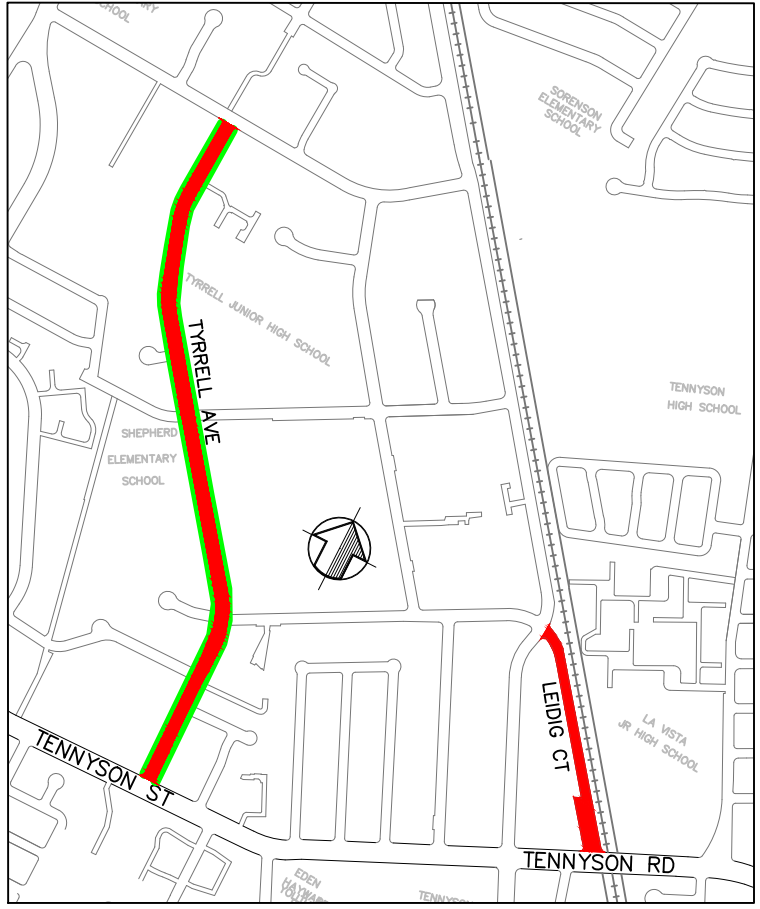 SCHOOL
SORENSON
ELEMENTARY
SCHOOL
TYRRELL JUNIOR HIGH SCHOOL
TYRRELL AVE
TENNYSON
HIGH SCHOOL
SHEPHERD
ELEMENTARY
SCHOOL
LEIDIG CT
LA VISTA
JR HIGH SCHOOL
TENNYSON ST
TENNYSON RD
EDEN